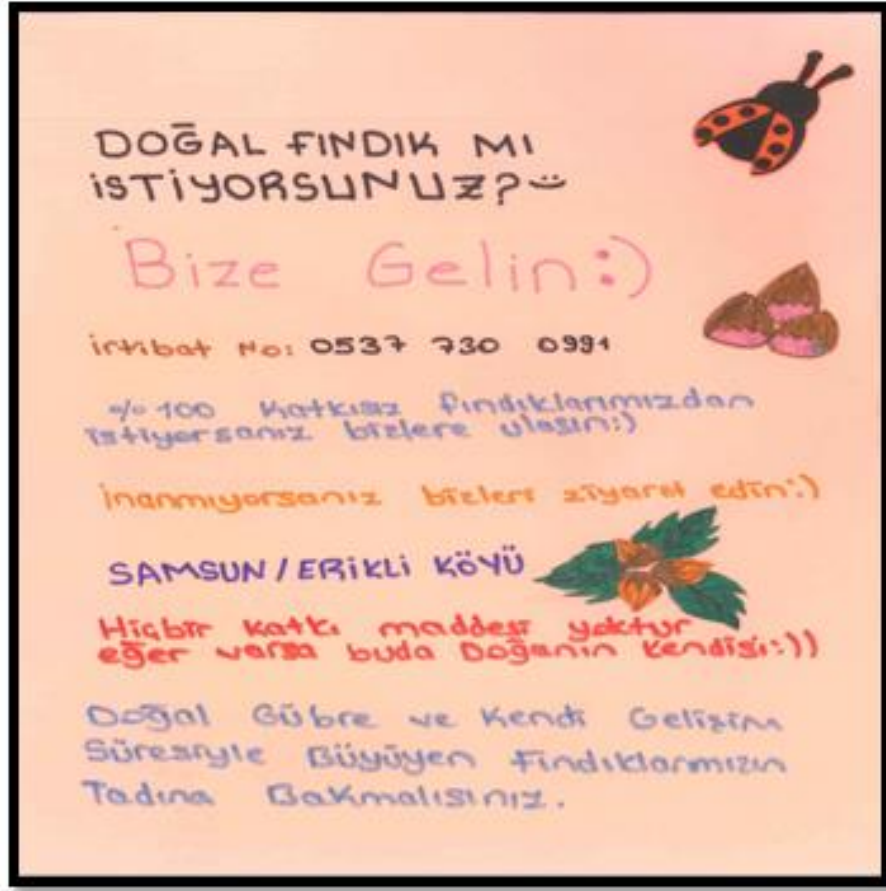 DOĞAL FINDIK MI
İSTİYORSUNUZ?
Bize Gelin:)
irtibat No: 0537 730 0991
%100 Katkısız fındıklarımızdan
istiyorsanız bizlere ulaşın:)
inanmıyorsanız bizleri ziyaret edin:)
SAMSUN/ERİKLİ KÖYÜ
Hiçbir katkı maddesi yoktur
eğer varsa buda Doğanın Kendisi:))
Doğal Gübre ve Kendi Gelişim
Süresiyle Büyüyen Fındıklarımızın
Tadına Bakmalısınız.